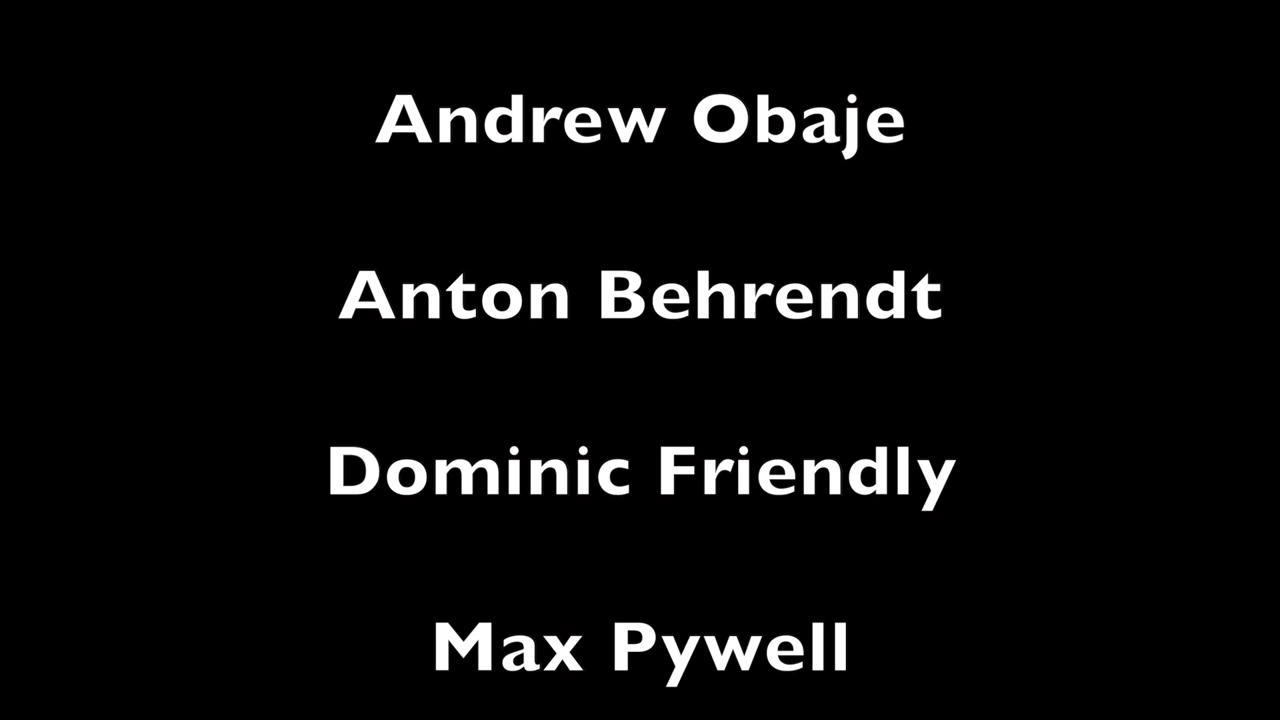 Andrew Obaje
Anton Behrendt
Dominic Friendly
Max Pywell